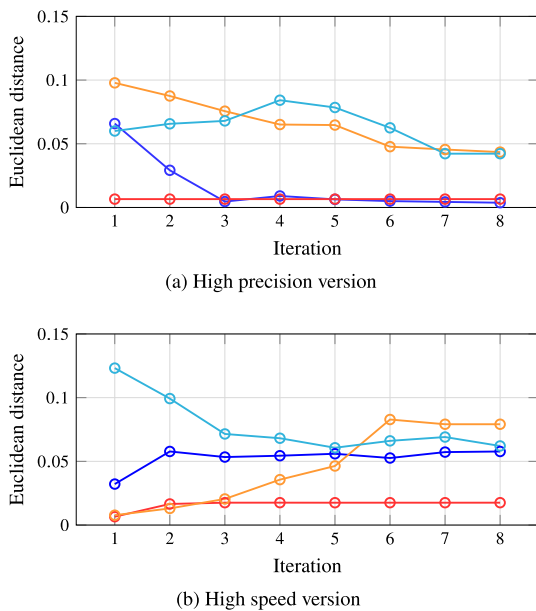 0.15
0.1
0.05
0
Euclidean distance
1 2 3 4 5 6 7 8
Iteration
(a) High precision version
0.15
0.1
0.05
0
Euclidean distance
1 2 3 4 5 6 7 8
Iteration
(b) High speed version